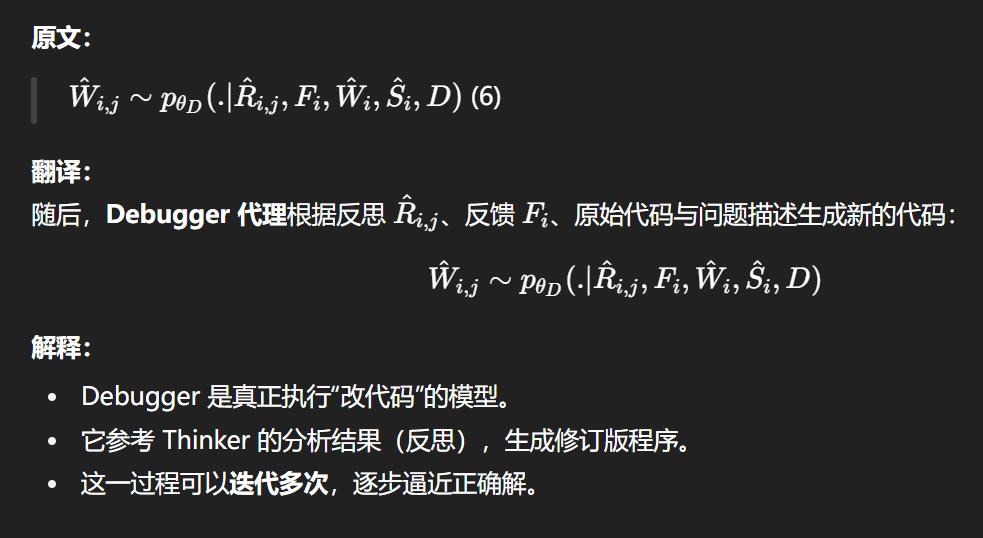 原文：
$\hat{W}_{i,j} \sim p_{\theta_D}(.|\hat{R}_{i,j}, F_i, \hat{W}_i, \hat{S}_i, D)$ (6)
翻译：
随后，Debugger 代理根据反思 $\hat{R}_{i,j}$、反馈 $F_i$、原始代码与问题描述生成新的代码：
$\hat{W}_{i,j} \sim p_{\theta_D}(.|\hat{R}_{i,j}, F_i, \hat{W}_i, \hat{S}_i, D)$
解释：
• Debugger 是真正执行“改代码”的模型。
• 它参考 Thinker 的分析结果（反思），生成修订版程序。
• 这一过程可以迭代多次，逐步逼近正确解。